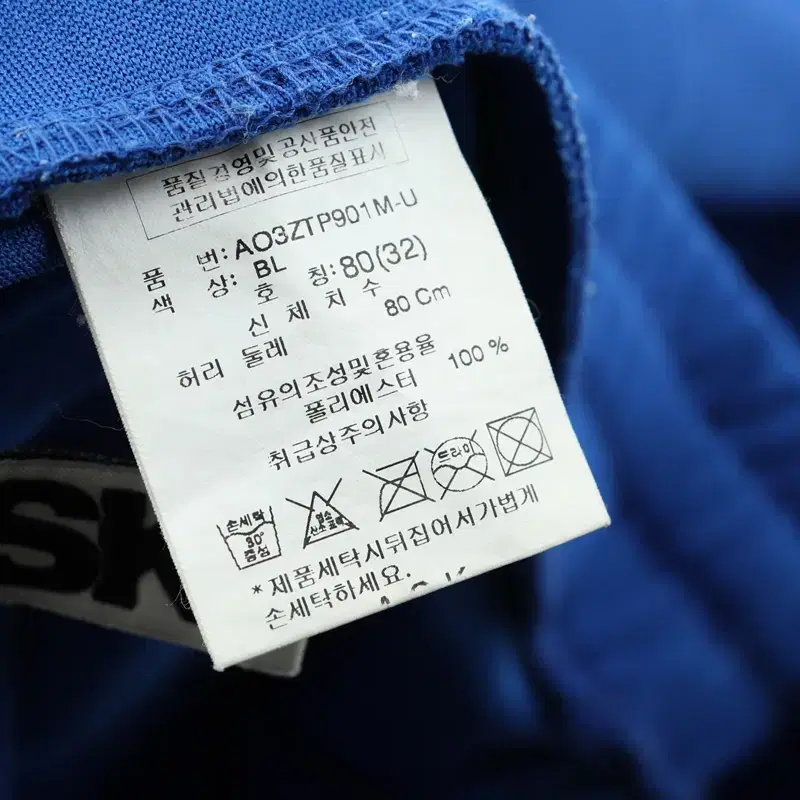 품질경영및공산품안전
관리법에의한품질표시
품 번: AO3ZTP901M-U
색 상: BL
호 칭: 80(32)
신 체 치 수
허리 둘레 80 Cm
섬유의조성및혼용율
폴리에스터 100 %
취급상주의사항
손세탁
30°
중성
염소
산소표백
드라이
* 제품세탁시뒤집어서가볍게
손세탁하세요.
SK